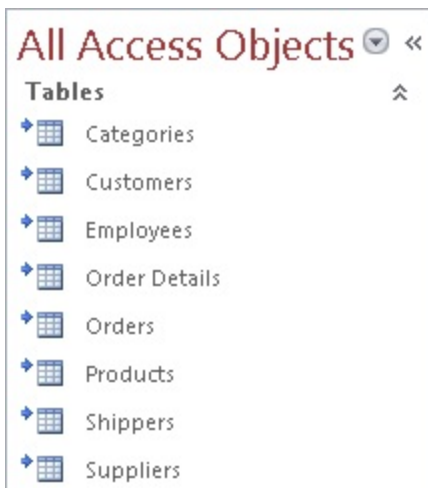 All Access Objects
Tables
Categories
Customers
Employees
Order Details
Orders
Products
Shippers
Suppliers